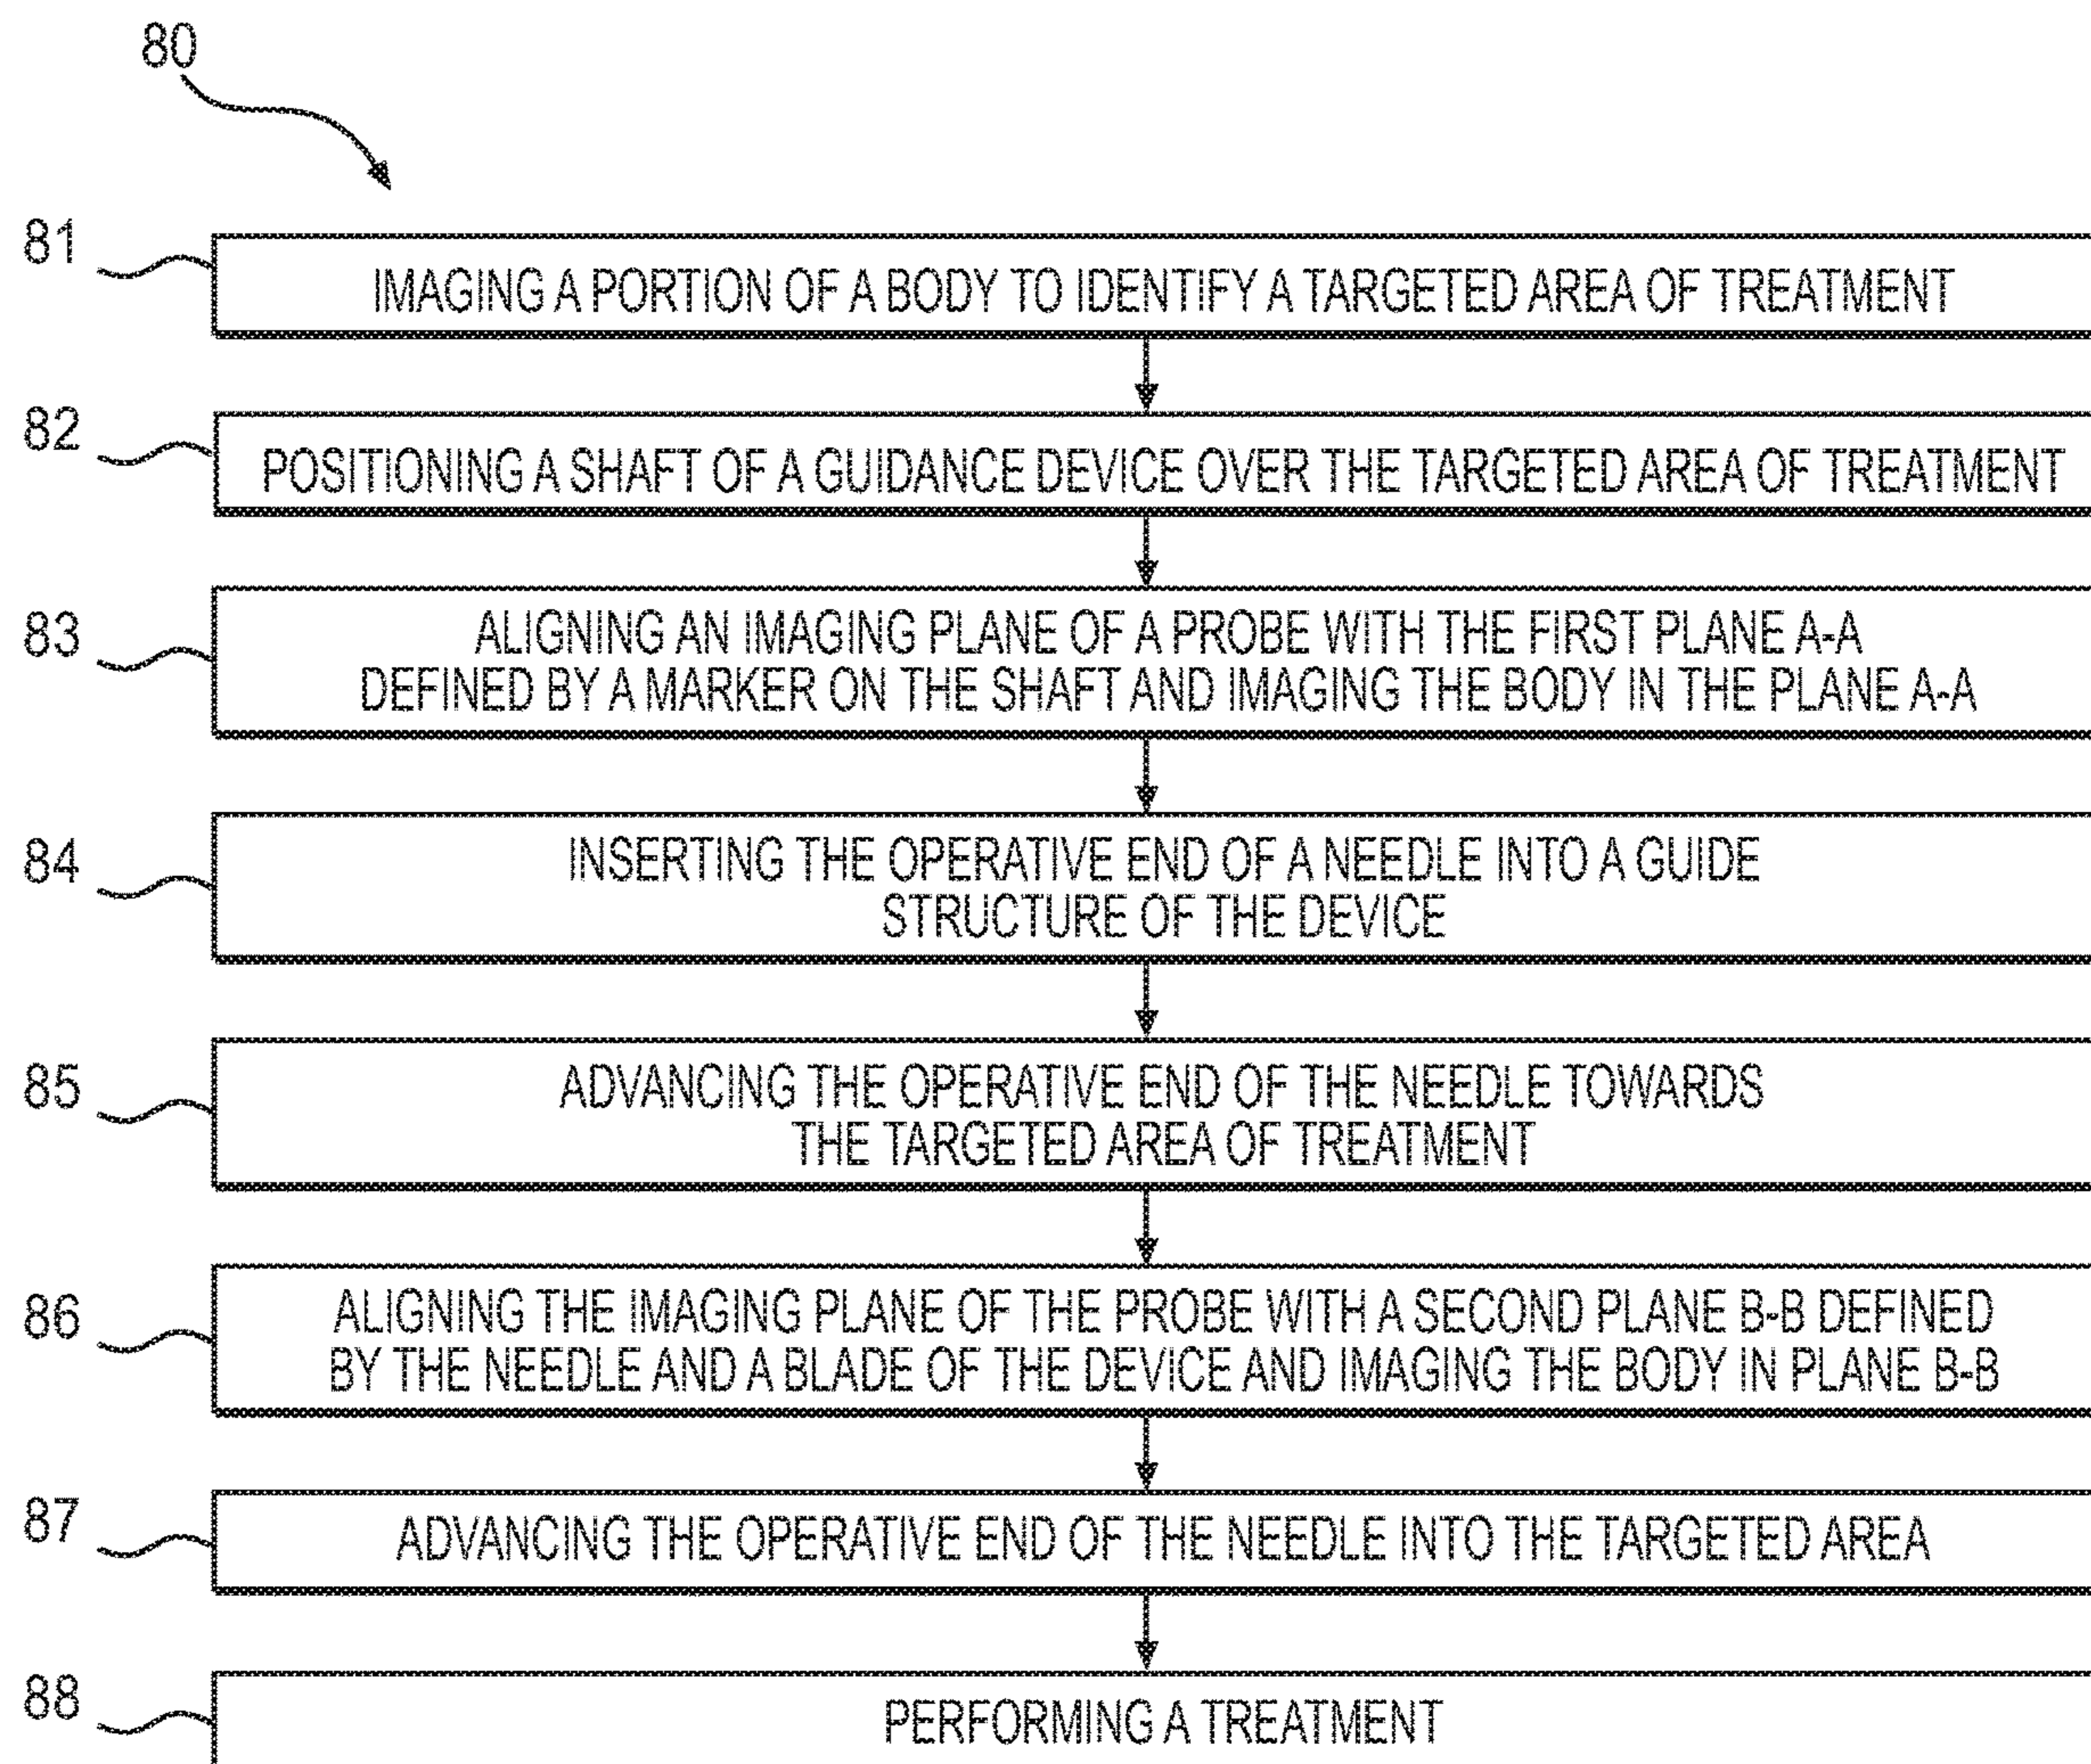 80
81
IMAGING A PORTION OF A BODY TO IDENTIFY A TARGETED AREA OF TREATMENT
82
POSITIONING A SHAFT OF A GUIDANCE DEVICE OVER THE TARGETED AREA OF TREATMENT
83
ALIGNING AN IMAGING PLANE OF A PROBE WITH THE FIRST PLANE A-A
DEFINED BY A MARKER ON THE SHAFT AND IMAGING THE BODY IN THE PLANE A-A
84
INSERTING THE OPERATIVE END OF A NEEDLE INTO A GUIDE
STRUCTURE OF THE DEVICE
85
ADVANCING THE OPERATIVE END OF THE NEEDLE TOWARDS
THE TARGETED AREA OF TREATMENT
86
ALIGNING THE IMAGING PLANE OF THE PROBE WITH A SECOND PLANE B-B DEFINED
BY THE NEEDLE AND A BLADE OF THE DEVICE AND IMAGING THE BODY IN PLANE B-B
87
ADVANCING THE OPERATIVE END OF THE NEEDLE INTO THE TARGETED AREA
88
PERFORMING A TREATMENT